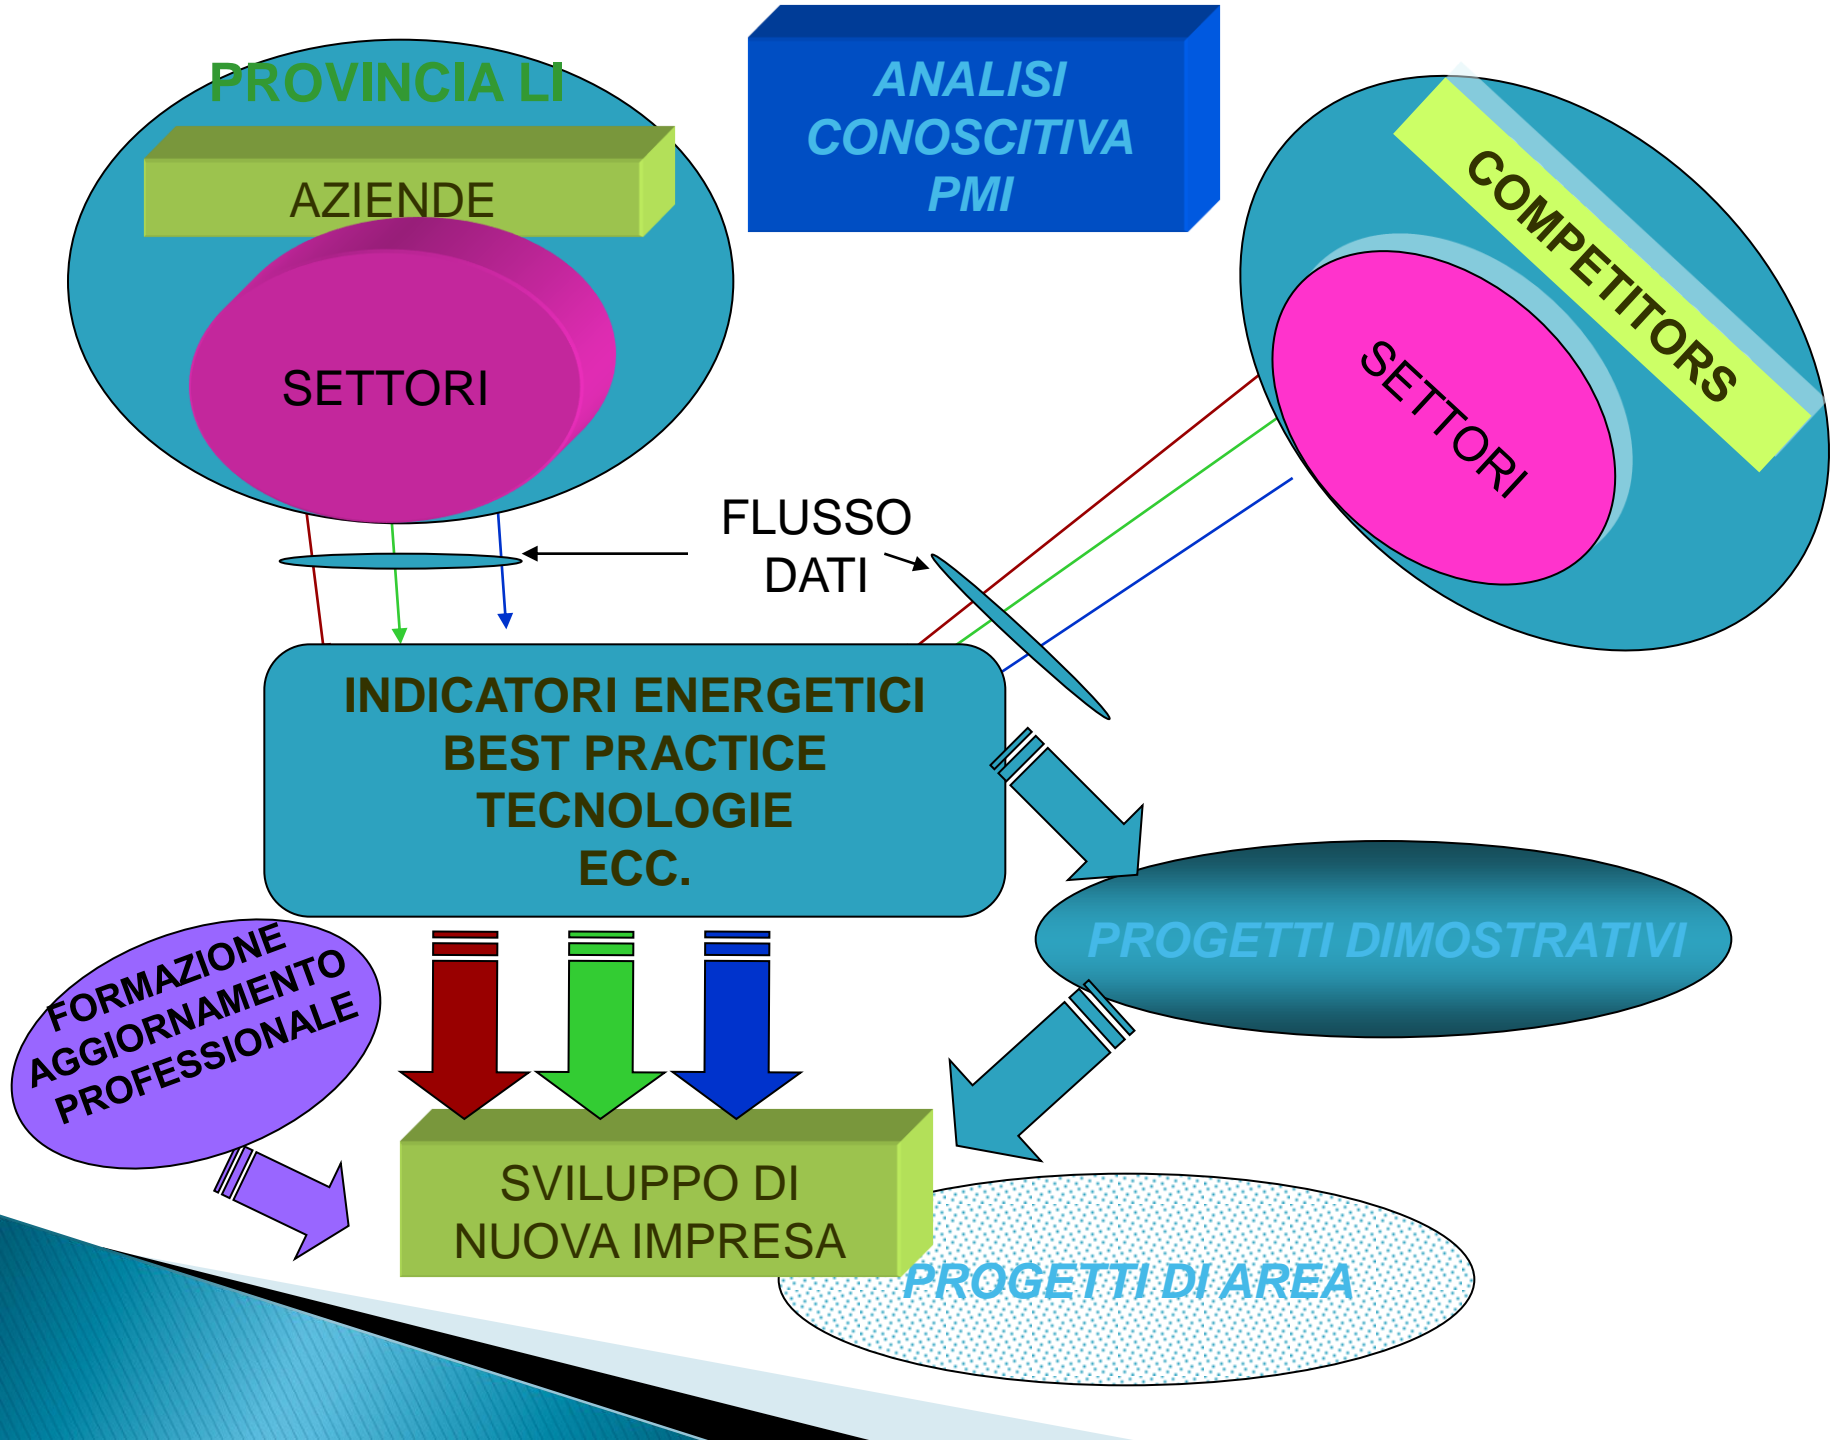 PROVINCIA LI
AZIENDE
SETTORI
ANALISI
CONOSCITIVA
PMI
COMPETITORS
SETTORI
FLUSSO
DATI
INDICATORI ENERGETICI
BEST PRACTICE
TECNOLOGIE
ECC.
PROGETTI DIMOSTRATIVI
FORMAZIONE
AGGIORNAMENTO
PROFESSIONALE
SVILUPPO DI
NUOVA IMPRESA
PROGETTI DI AREA